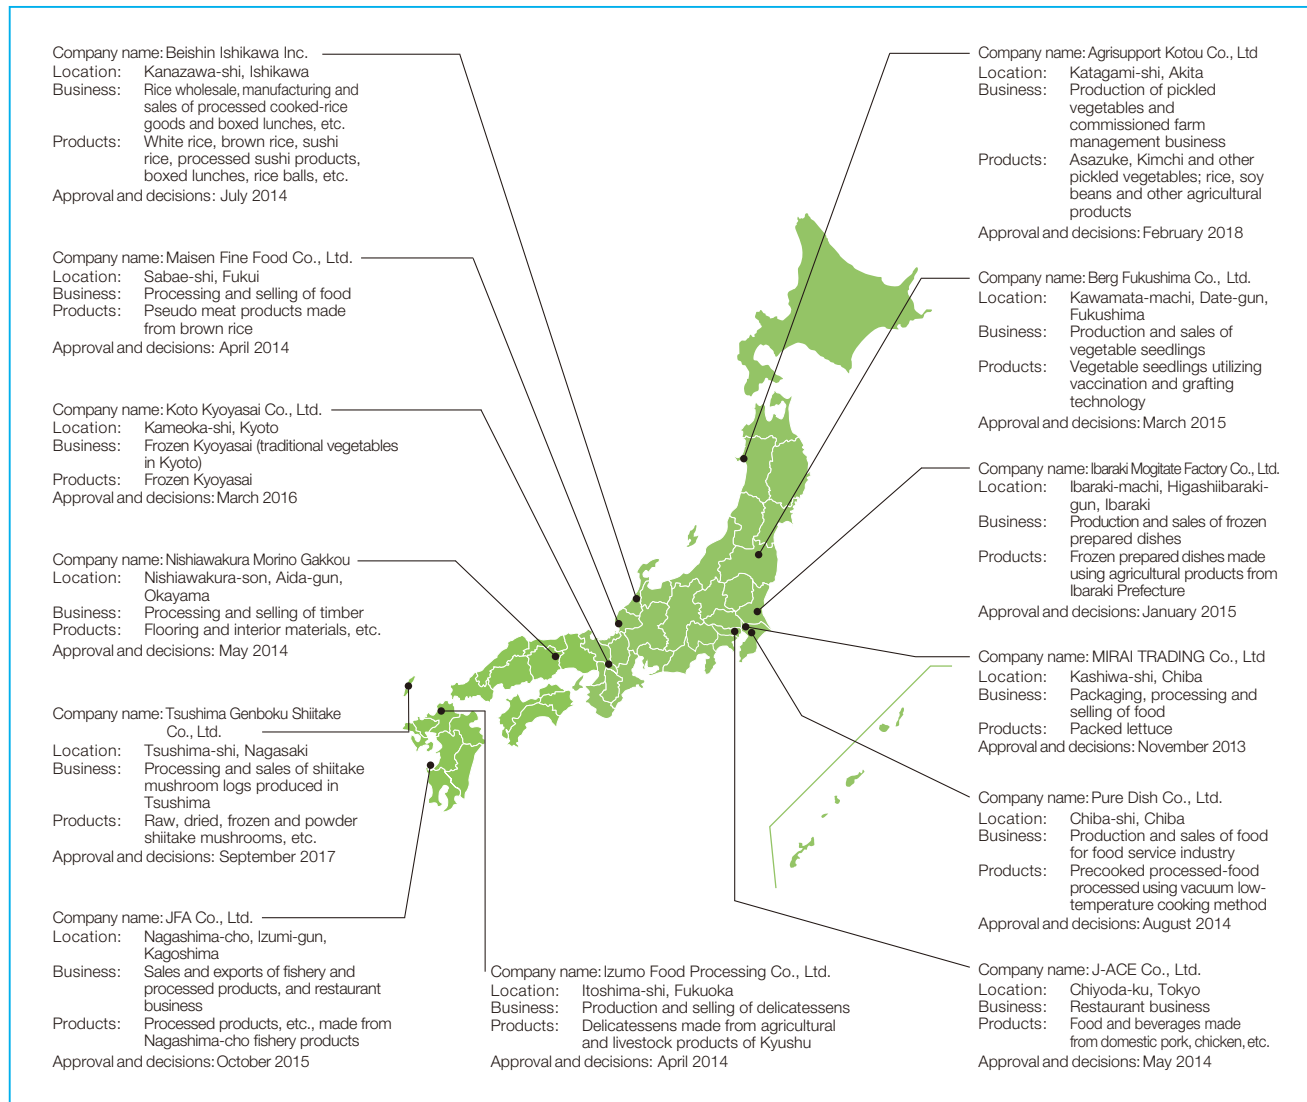 Company name: Beishin Ishikawa Inc.
Location: Kanazawa-shi, Ishikawa
Business: Rice wholesale, manufacturing and
sales of processed cooked-rice
goods and boxed lunches, etc.
Products: White rice, brown rice, sushi
rice, processed sushi products,
boxed lunches, rice balls, etc.
Approval and decisions: July 2014
Company name: Maisen Fine Food Co., Ltd.
Location: Sabae-shi, Fukui
Business: Processing and selling of food
Products: Pseudo meat products made
from brown rice
Approval and decisions: April 2014
Company name: Koto Kyoyasai Co., Ltd.
Location: Kameoka-shi, Kyoto
Business: Frozen Kyoyasai (traditional vegetables
in Kyoto)
Products: Frozen Kyoyasai
Approval and decisions: March 2016
Company name: Nishiawakura Morino Gakkou
Location: Nishiawakura-son, Aida-gun,
Okayama
Business: Processing and selling of timber
Products: Flooring and interior materials, etc.
Approval and decisions: May 2014
Company name: Tsushima Genboku Shiitake
Co., Ltd.
Location: Tsushima-shi, Nagasaki
Business: Processing and sales of shiitake
mushroom logs produced in
Tsushima
Products: Raw, dried, frozen and powder
shiitake mushrooms, etc.
Approval and decisions: September 2017
Company name: JFA Co., Ltd.
Location: Nagashima-cho, Izumi-gun,
Kagoshima
Business: Sales and exports of fishery and
processed products, and restaurant
business
Products: Processed products, etc., made from
Nagashima-cho fishery products
Approval and decisions: October 2015
Company name: Izumo Food Processing Co., Ltd.
Location: Itoshima-shi, Fukuoka
Business: Production and selling of delicatessens
Products: Delicatessens made from agricultural
and livestock products of Kyushu
Approval and decisions: April 2014
Company name: Agrisupport Kotou Co., Ltd
Location: Katagami-shi, Akita
Business: Production of pickled
vegetables and
commissioned farm
management business
Products: Asazuke, Kimchi and other
pickled vegetables; rice, soy
beans and other agricultural
products
Approval and decisions: February 2018
Company name: Berg Fukushima Co., Ltd.
Location: Kawamata-machi, Date-gun,
Fukushima
Business: Production and sales of
vegetable seedlings
Products: Vegetable seedlings utilizing
vaccination and grafting
technology
Approval and decisions: March 2015
Company name: Ibaraki Mogitate Factory Co., Ltd.
Location: Ibaraki-machi, Higashiibaraki-
gun, Ibaraki
Business: Production and sales of frozen
prepared dishes
Products: Frozen prepared dishes made
using agricultural products from
Ibaraki Prefecture
Approval and decisions: January 2015
Company name: MIRAI TRADING Co., Ltd
Location: Kashiwa-shi, Chiba
Business: Packaging, processing and
selling of food
Products: Packed lettuce
Approval and decisions: November 2013
Company name: Pure Dish Co., Ltd.
Location: Chiba-shi, Chiba
Business: Production and sales of food
for food service industry
Products: Precooked processed-food
processed using vacuum low-
temperature cooking method
Approval and decisions: August 2014
Company name: J-ACE Co., Ltd.
Location: Chiyoda-ku, Tokyo
Business: Restaurant business
Products: Food and beverages made
from domestic pork, chicken, etc.
Approval and decisions: May 2014